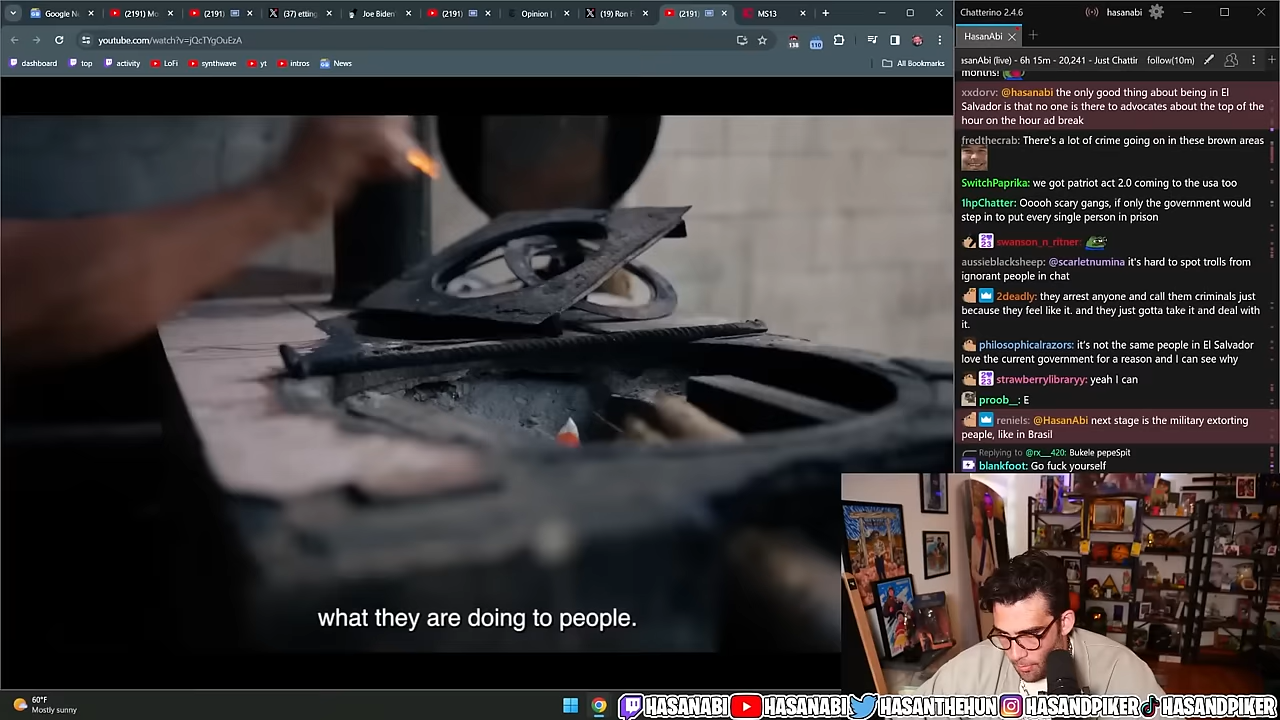 Google N
(2191) Mo
(2191)
(37) etting
Joe Biden'
(2191)
Opinion |
(19) Ron I
(2191)
MS13
youtube.com/watch?v=jQcTYgOuEzA
138
110
dashboard
top
activity
LoFi
synthwave
yt
intros
News
All Bookmarks
what they are doing to people.
Chatterino 2.4.6
hasanabi
HasanAbi
asanAbi (live) - 6h 15m - 20,241 - Just Chattir
follow(10m)
months!
xxdorv: @hasanabi the only good thing about being in El
Salvador is that no one is there to advocates about the top of the
hour on the hour ad break
fredthecrab: There's a lot of crime going on in these brown areas
SwitchPaprika: we got patriot act 2.0 coming to the usa too
1hpChatter: Ooooh scary gangs, if only the government would
step in to put every single person in prison
swanson_n_ritner:
aussieblacksheep: @scarletnumina it's hard to spot trolls from
ignorant people in chat
2deadly: they arrest anyone and call them criminals just
because they feel like it. and they just gotta take it and deal with
it.
philosophicalrazors: it's not the same people in El Salvador
love the current government for a reason and I can see why
strawberrylibraryy: yeah I can
proob__: E
reniels: @HasanAbi next stage is the military extorting
peaple, like in Brasil
Replying to @rx__420: Bukele pepeSpit
blankfoot: Go fuck yourself
60°F
Mostly sunny
HASANABI
HASANABI
HASANTHEHUN
HASANDPIKER
HASANDPIKER